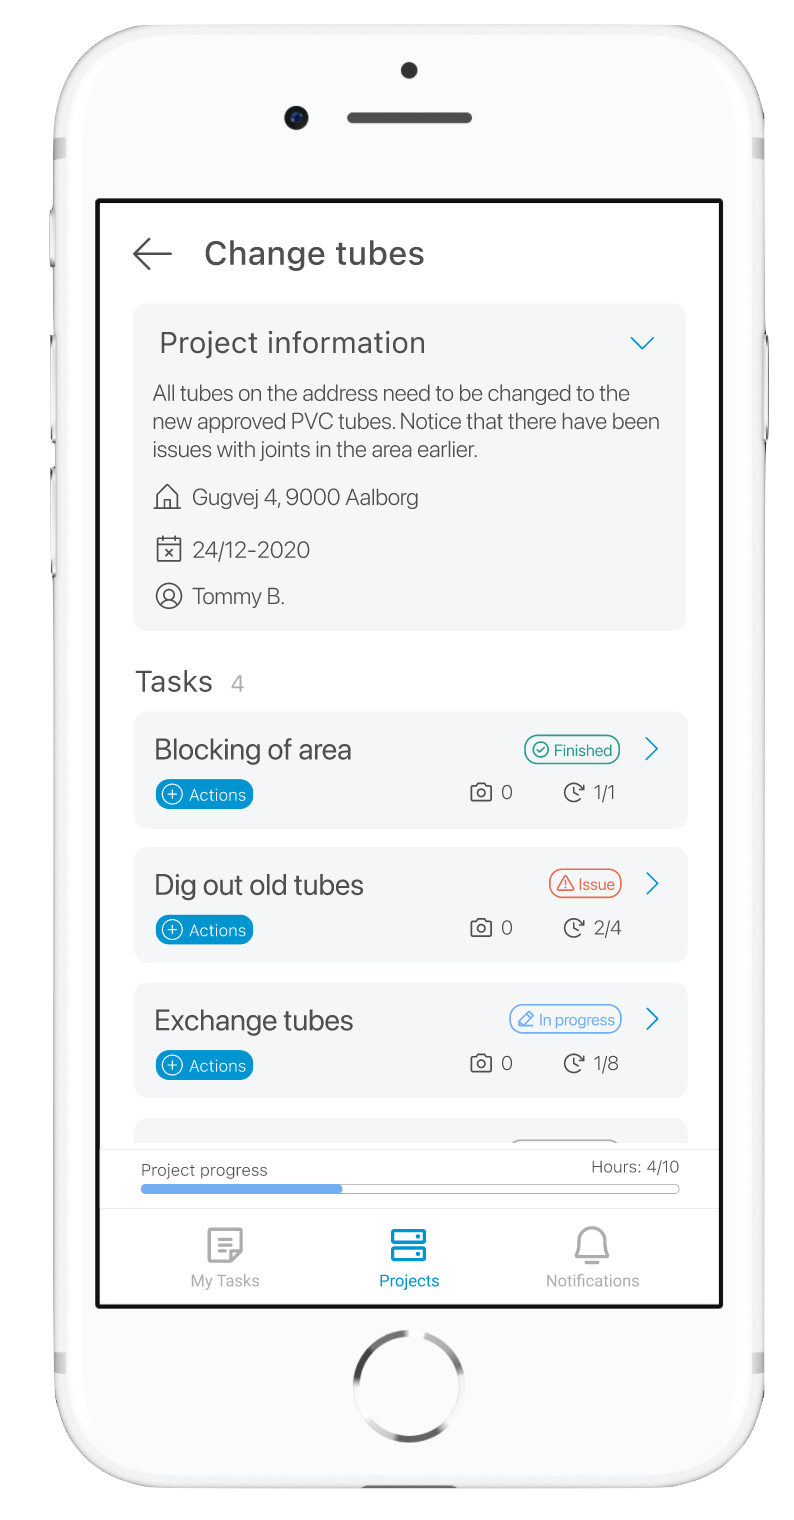 Change tubes
Project information
All tubes on the address need to be changed to the
new approved PVC tubes. Notice that there have been
issues with joints in the area earlier.
Gugvej 4, 9000 Aalborg
24/12-2020
Tommy B.
Tasks 4
Blocking of area Finished
Actions 0 1/1
Dig out old tubes Issue
Actions 0 2/4
Exchange tubes In progress
Actions 0 1/8
Project progress Hours: 4/10
My Tasks Projects Notifications